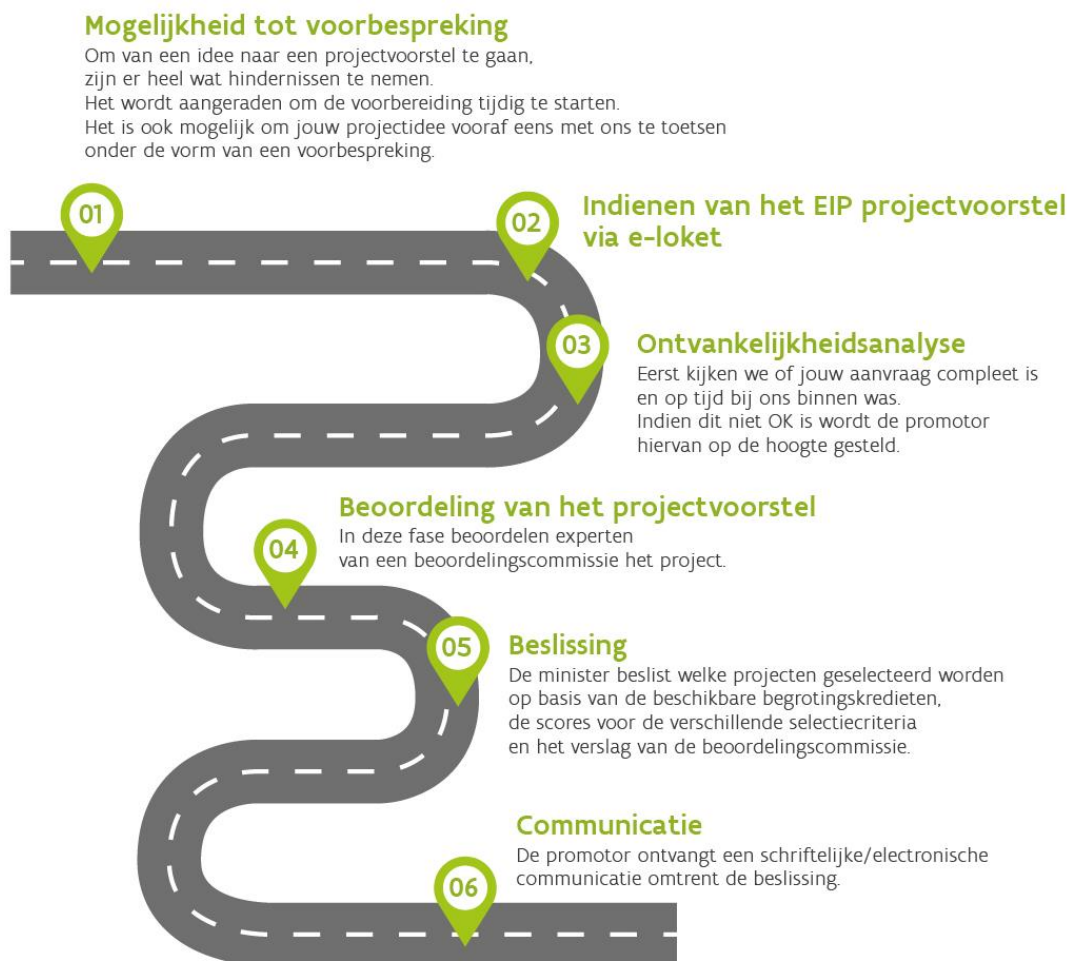 Mogelijkheid tot voorbespreking
Om van een idee naar een projectvoorstel te gaan,
zijn er heel wat hindernissen te nemen.
Het wordt aangeraden om de voorbereiding tijdig te starten.
Het is ook mogelijk om jouw projectidee vooraf eens met ons te toetsen
onder de vorm van een voorbespreking.
01
02
Indienen van het EIP projectvoorstel
via e-loket
03
Ontvankelijkheidsanalyse
Eerst kijken we of jouw aanvraag compleet is
en op tijd bij ons binnen was.
Indien dit niet OK is wordt de promotor
hiervan op de hoogte gesteld.
04
Beoordeling van het projectvoorstel
In deze fase beoordelen experten
van een beoordelingscommissie het project.
05
Beslissing
De minister beslist welke projecten geselecteerd worden
op basis van de beschikbare begrotingskredieten,
de scores voor de verschillende selectiecriteria
en het verslag van de beoordelingscommissie.
06
Communicatie
De promotor ontvangt een schriftelijke/electronische
communicatie omtrent de beslissing.